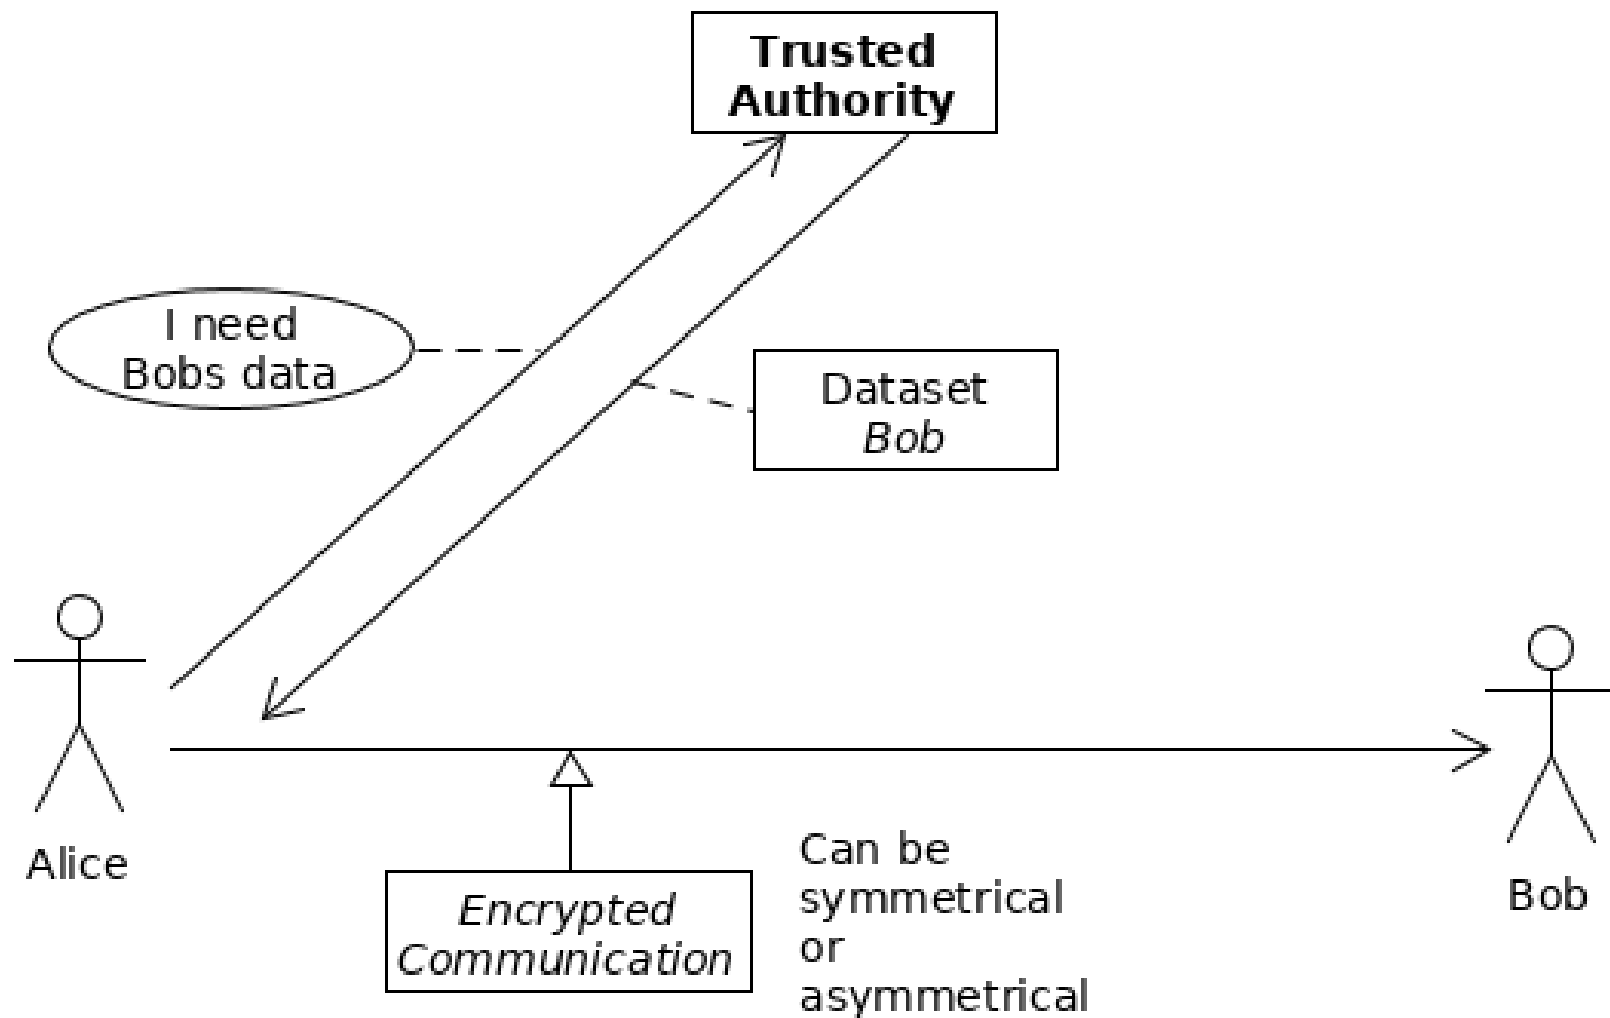 Trusted
Authority
I need
Bobs data
Dataset
Bob
Alice
Bob
Encrypted
Communication
Can be
symmetrical
or
asymmetrical